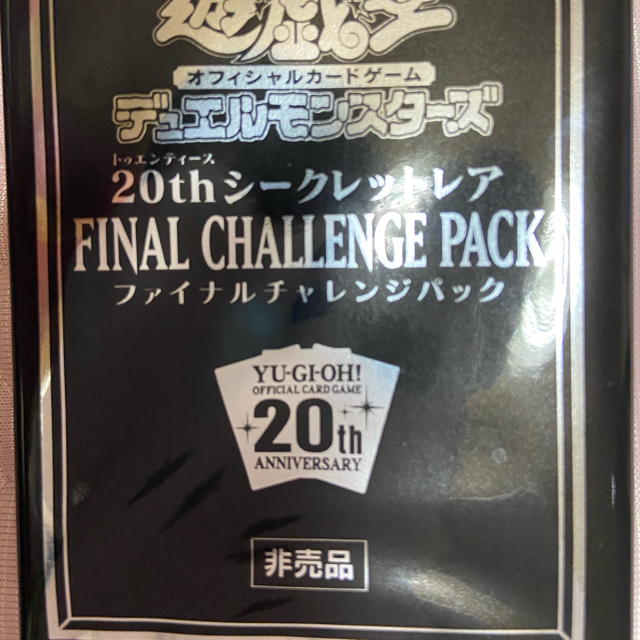 遊戯王
オフィシャルカードゲーム
デュエルモンスターズ
トゥエンティース
20thシークレットレア
FINAL CHALLENGE PACK
ファイナルチャレンジパック
YU-GI-OH!
OFFICIAL CARD GAME
20th
ANNIVERSARY
非売品